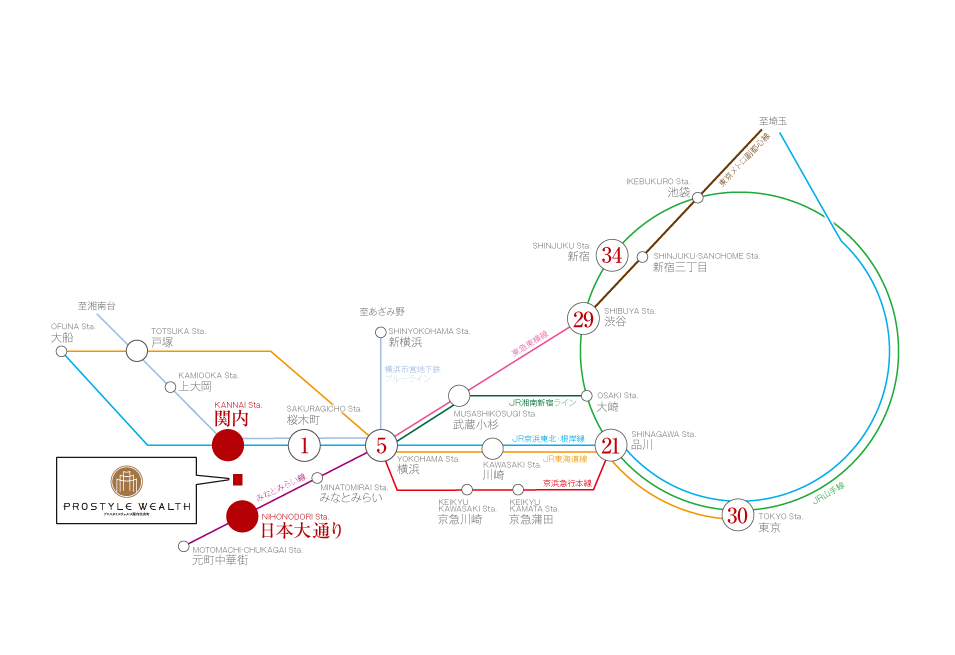 至埼玉
東京メトロ副都心線
IKEBUKURO Sta.
池袋
SHINJUKU Sta.
新宿
34
SHINJUKU-SANCHOME Sta.
新宿三丁目
至湘南台
至あざみ野
29
SHIBUYA Sta.
渋谷
OFUNA Sta.
大船
TOTSUKA Sta.
戸塚
SHINYOKOHAMA Sta.
新横浜
東急東横線
横浜市営地下鉄
ブルーライン
KAMIOOKA Sta.
上大岡
OSAKI Sta.
大崎
JR湘南新宿ライン
KANNAI Sta.
関内
SAKURAGICHO Sta.
桜木町
MUSASHIKOSUGI Sta.
武蔵小杉
1
5
21
SHINAGAWA Sta.
品川
JR京浜東北・根岸線
YOKOHAMA Sta.
横浜
KAWASAKI Sta.
川崎
JR東海道線
京浜急行本線
みなとみらい線
MINATOMIRAI Sta.
みなとみらい
JR山手線
PROSTYLE WEALTH
KEIKYU
KAWASAKI Sta.
京急川崎
KEIKYU
KAMATA Sta.
京急蒲田
30
TOKYO Sta.
東京
NIHONODORI Sta.
日本大通り
MOTOMACHI-CHUKAGAI Sta.
元町中華街